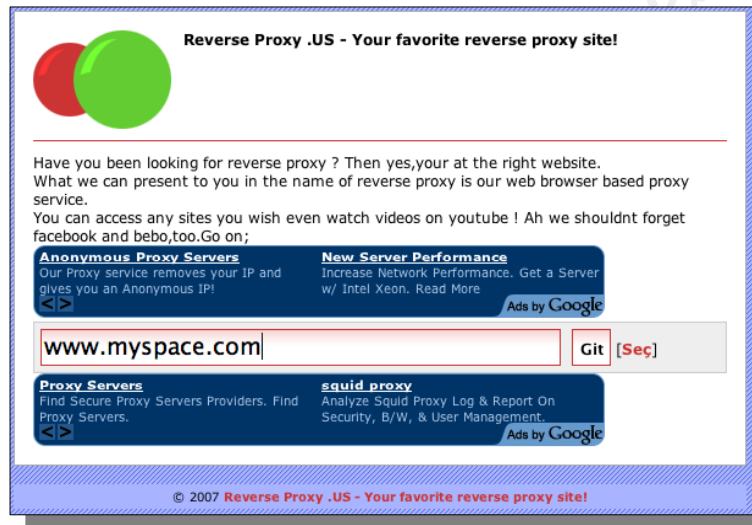 Reverse Proxy .US - Your favorite reverse proxy site!
Have you been looking for reverse proxy ? Then yes,your at the right website.
What we can present to you in the name of reverse proxy is our web browser based proxy
service.
You can access any sites you wish even watch videos on youtube ! Ah we shouldnt forget
facebook and bebo,too.Go on;
Anonymous Proxy Servers
Our Proxy service removes your IP and
gives you an Anonymous IP!
New Server Performance
Increase Network Performance. Get a Server
w/ Intel Xeon. Read More
< >
Ads by Google
www.myspace.com
Git [Seç]
Proxy Servers
Find Secure Proxy Servers Providers. Find
Proxy Servers.
squid proxy
Analyze Squid Proxy Log & Report On
Security, B/W, & User Management.
< >
Ads by Google
© 2007 Reverse Proxy .US - Your favorite reverse proxy site!